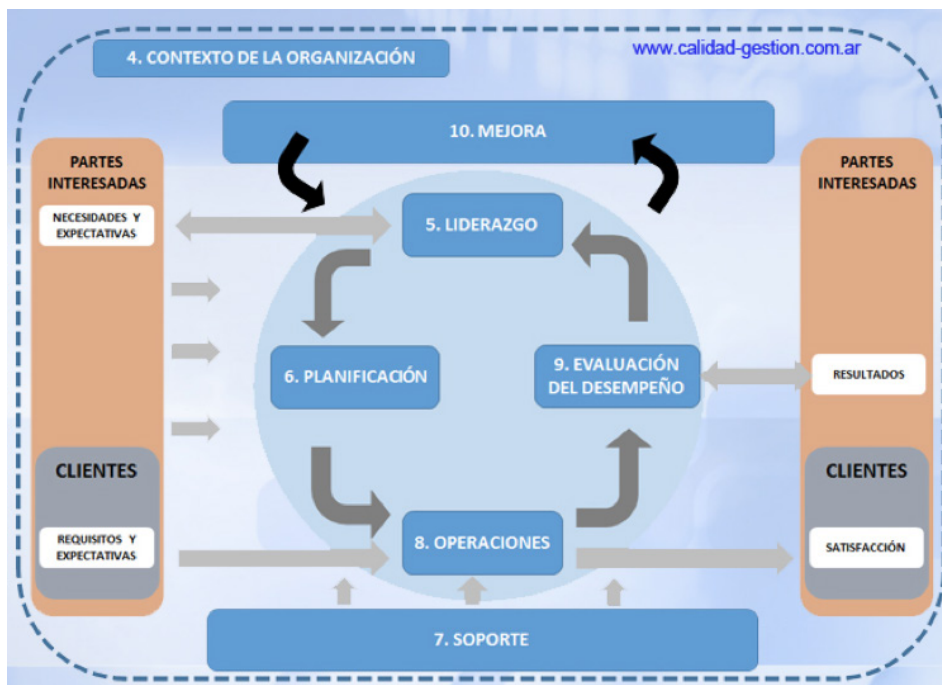 4. CONTEXTO DE LA ORGANIZACIÓN
www.calidad-gestion.com.ar
10. MEJORA
PARTES
INTERESADAS
NECESIDADES Y
EXPECTATIVAS
CLIENTES
REQUISITOS Y
EXPECTATIVAS
5. LIDERAZGO
6. PLANIFICACIÓN
9. EVALUACIÓN
DEL DESEMPEÑO
8. OPERACIONES
PARTES
INTERESADAS
RESULTADOS
CLIENTES
SATISFACCIÓN
7. SOPORTE